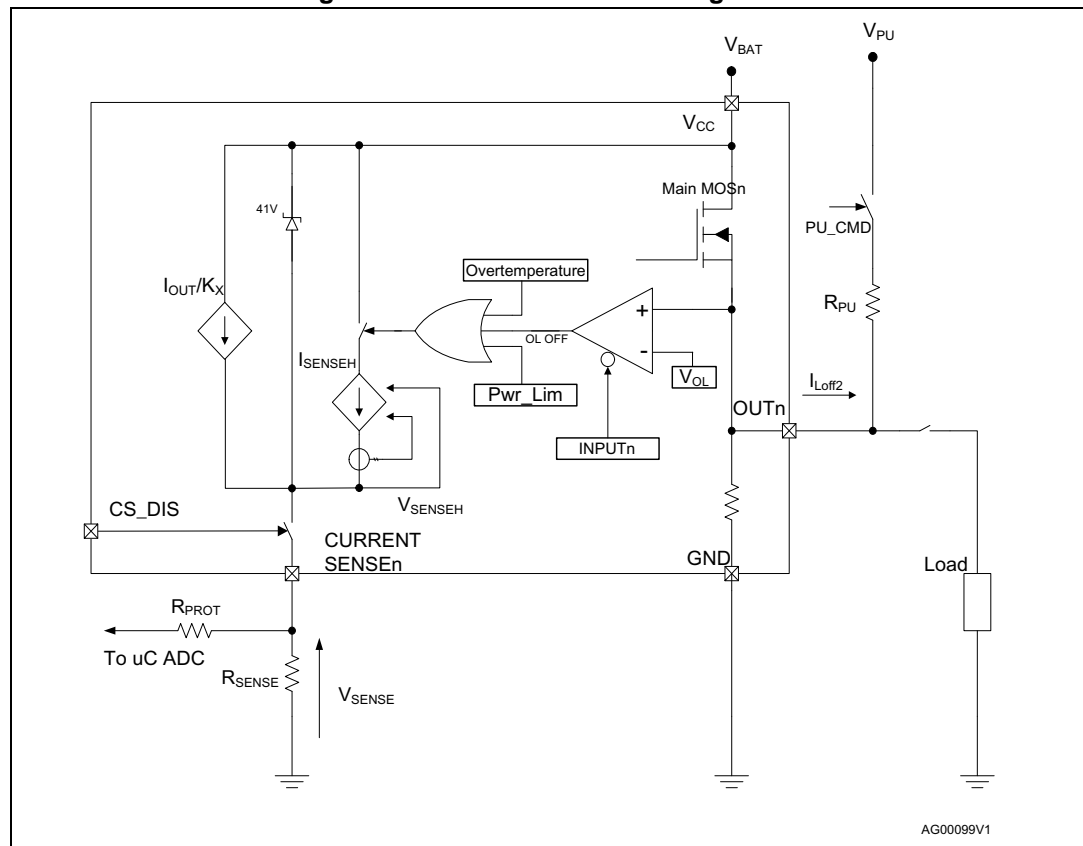 V_BAT
V_PU
V_CC
Main MOSn
41V
PU_CMD
Overtemperature
I_OUT/K_X
R_PU
+
OL OFF
-
I_SENSEH
V_OL
Pwr_Lim
I_Loff2
OUTn
INPUTn
V_SENSEH
CS_DIS
CURRENT
SENSEn
GND
Load
R_PROT
To uC ADC
R_SENSE
V_SENSE
AG00099V1